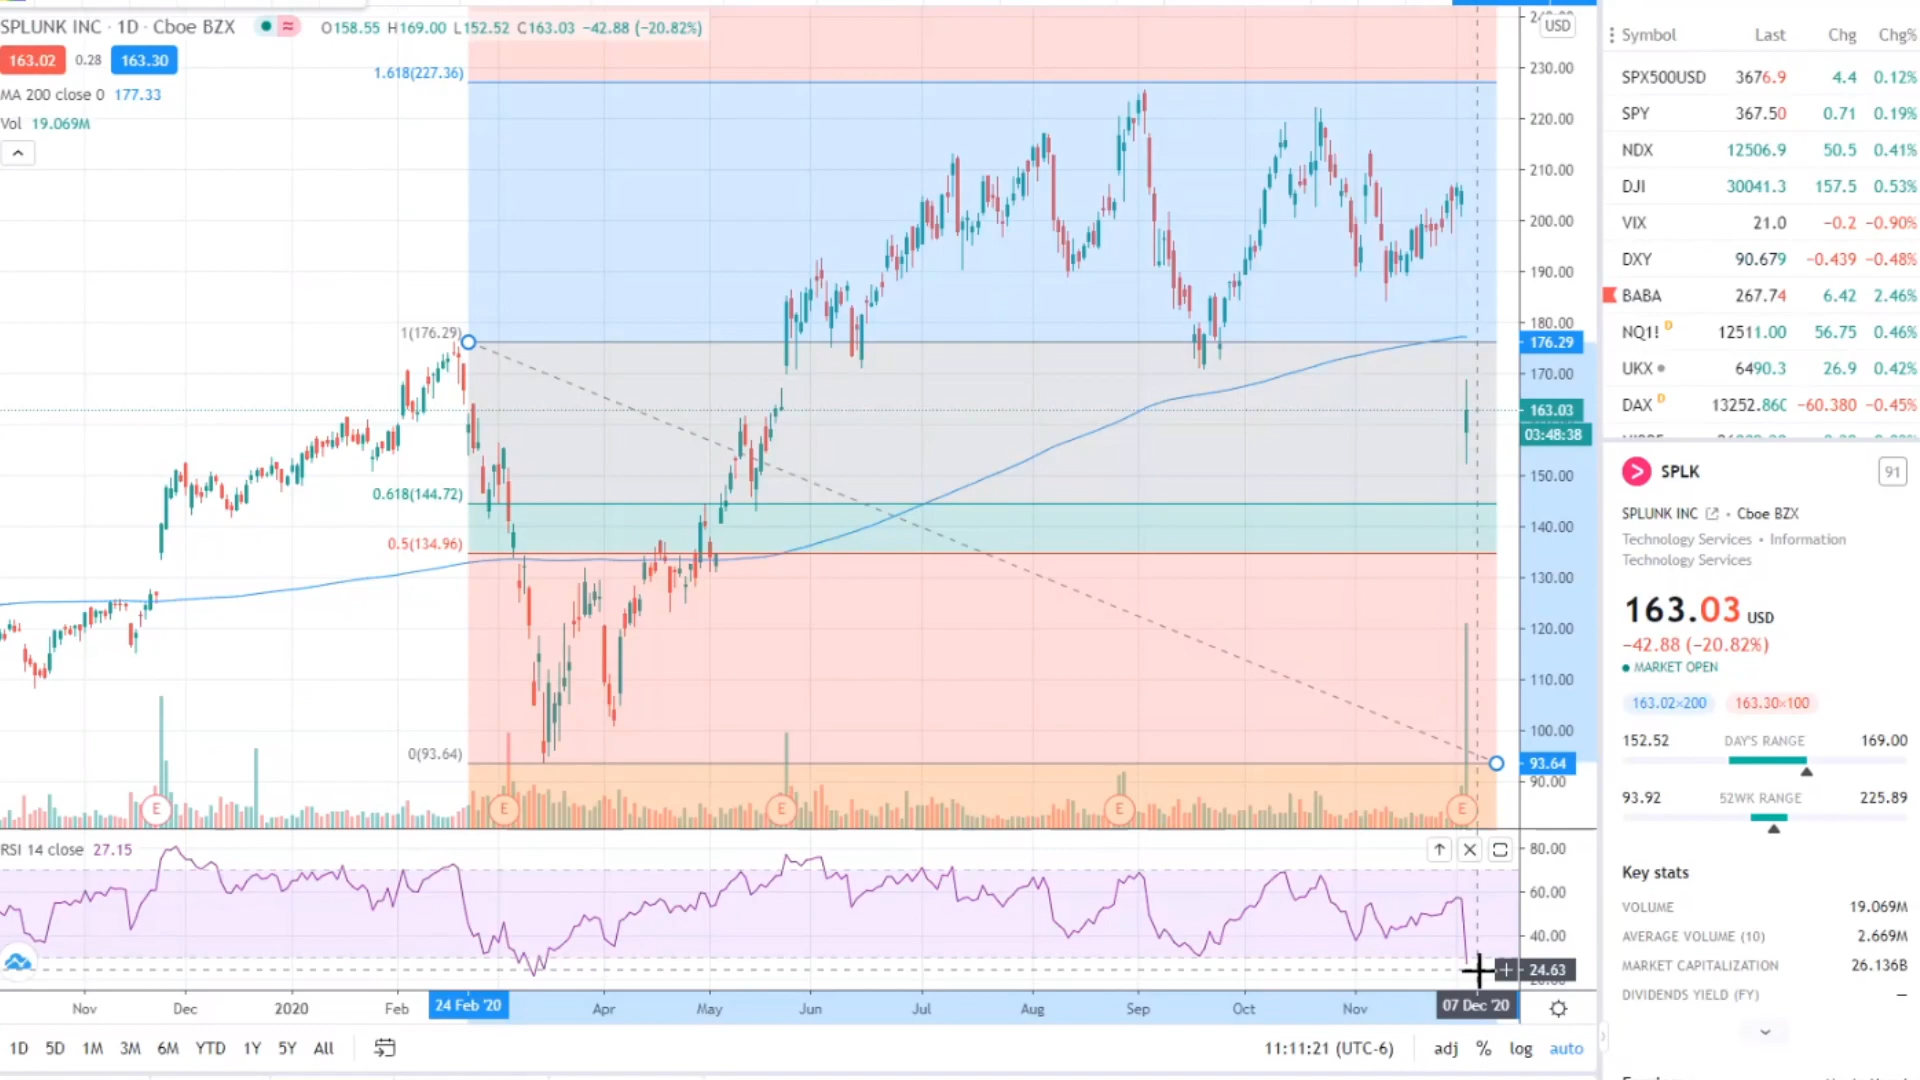 SPLUNK INC · 1D · Cboe BZX ≈ O158.55 H169.00 L152.52 C163.03 −42.88 (−20.82%)
163.02 0.28 163.30
MA 200 close 0 177.33
Vol 19.069M
1.618(227.36)
1(176.29)
0.618(144.72)
0.5(134.96)
0(93.64)
USD
230.00
220.00
210.00
200.00
190.00
180.00
176.29
170.00
163.03
03:48:38
150.00
140.00
130.00
120.00
110.00
100.00
93.64
90.00
E E E E E
RSI 14 close 27.15
80.00
60.00
40.00
24.63
Nov Dec 2020 Feb 24 Feb '20 Apr May Jun Jul Aug Sep Oct Nov 07 Dec '20
1D 5D 1M 3M 6M YTD 1Y 5Y All 11:11:21 (UTC-6) adj % log auto
Symbol Last Chg Chg%
SPX500USD 3676.9 4.4 0.12%
SPY 367.50 0.71 0.19%
NDX 12506.9 50.5 0.41%
DJI 30041.3 157.5 0.53%
VIX 21.0 −0.2 −0.90%
DXY 90.679 −0.439 −0.48%
BABA 267.74 6.42 2.46%
NQ1! D 12511.00 56.75 0.46%
UKX 6490.3 26.9 0.42%
DAX D 13252.860 −60.380 −0.45%
SPLK 91
SPLUNK INC · Cboe BZX
Technology Services • Information
Technology Services
163.03 USD
−42.88 (−20.82%)
MARKET OPEN
163.02×200 163.30×100
152.52 DAY'S RANGE 169.00
93.92 52WK RANGE 225.89
Key stats
VOLUME 19.069M
AVERAGE VOLUME (10) 2.669M
MARKET CAPITALIZATION 26.136B
DIVIDENDS YIELD (FY) —